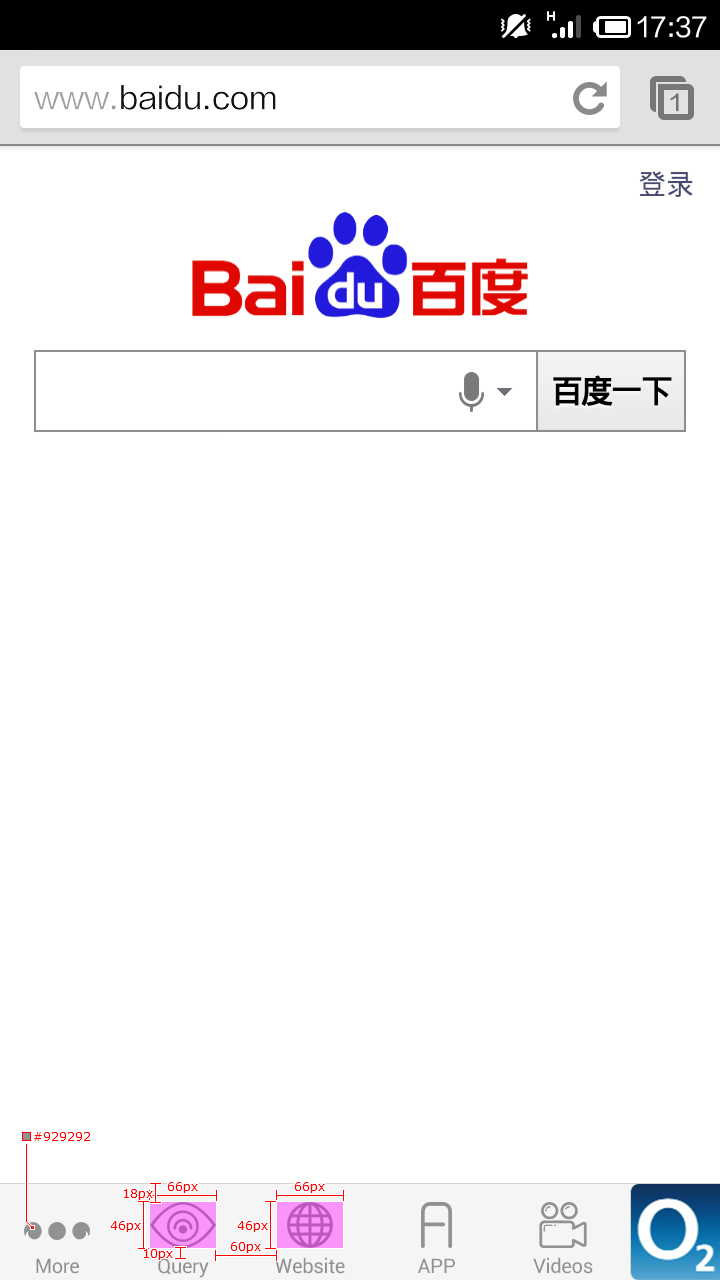 H 17:37
www.baidu.com
1
登录
Bai du 百度
百度一下
#929292
18px 66px 66px
46px 46px
10px 60px
More Query Website APP Videos
O2